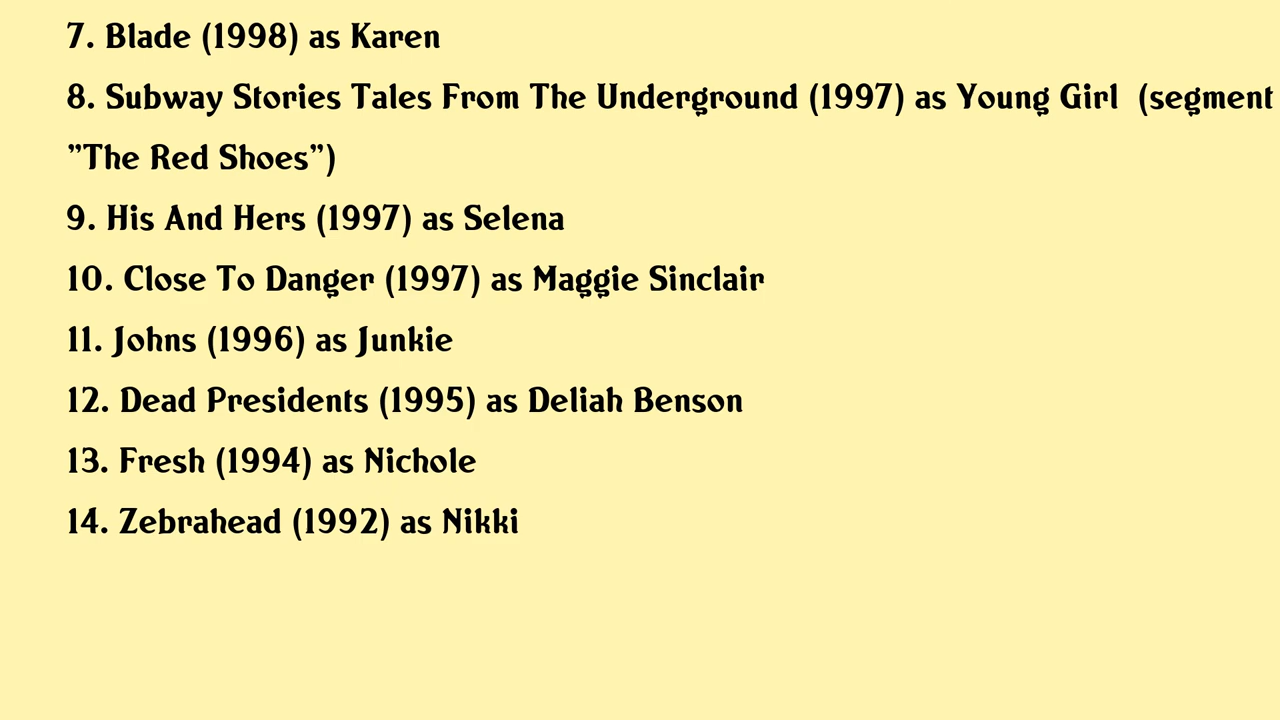 7. Blade (1998) as Karen
8. Subway Stories Tales From The Underground (1997) as Young Girl  (segment
"The Red Shoes")
9. His And Hers (1997) as Selena
10. Close To Danger (1997) as Maggie Sinclair
11. Johns (1996) as Junkie
12. Dead Presidents (1995) as Deliah Benson
13. Fresh (1994) as Nichole
14. Zebrahead (1992) as Nikki